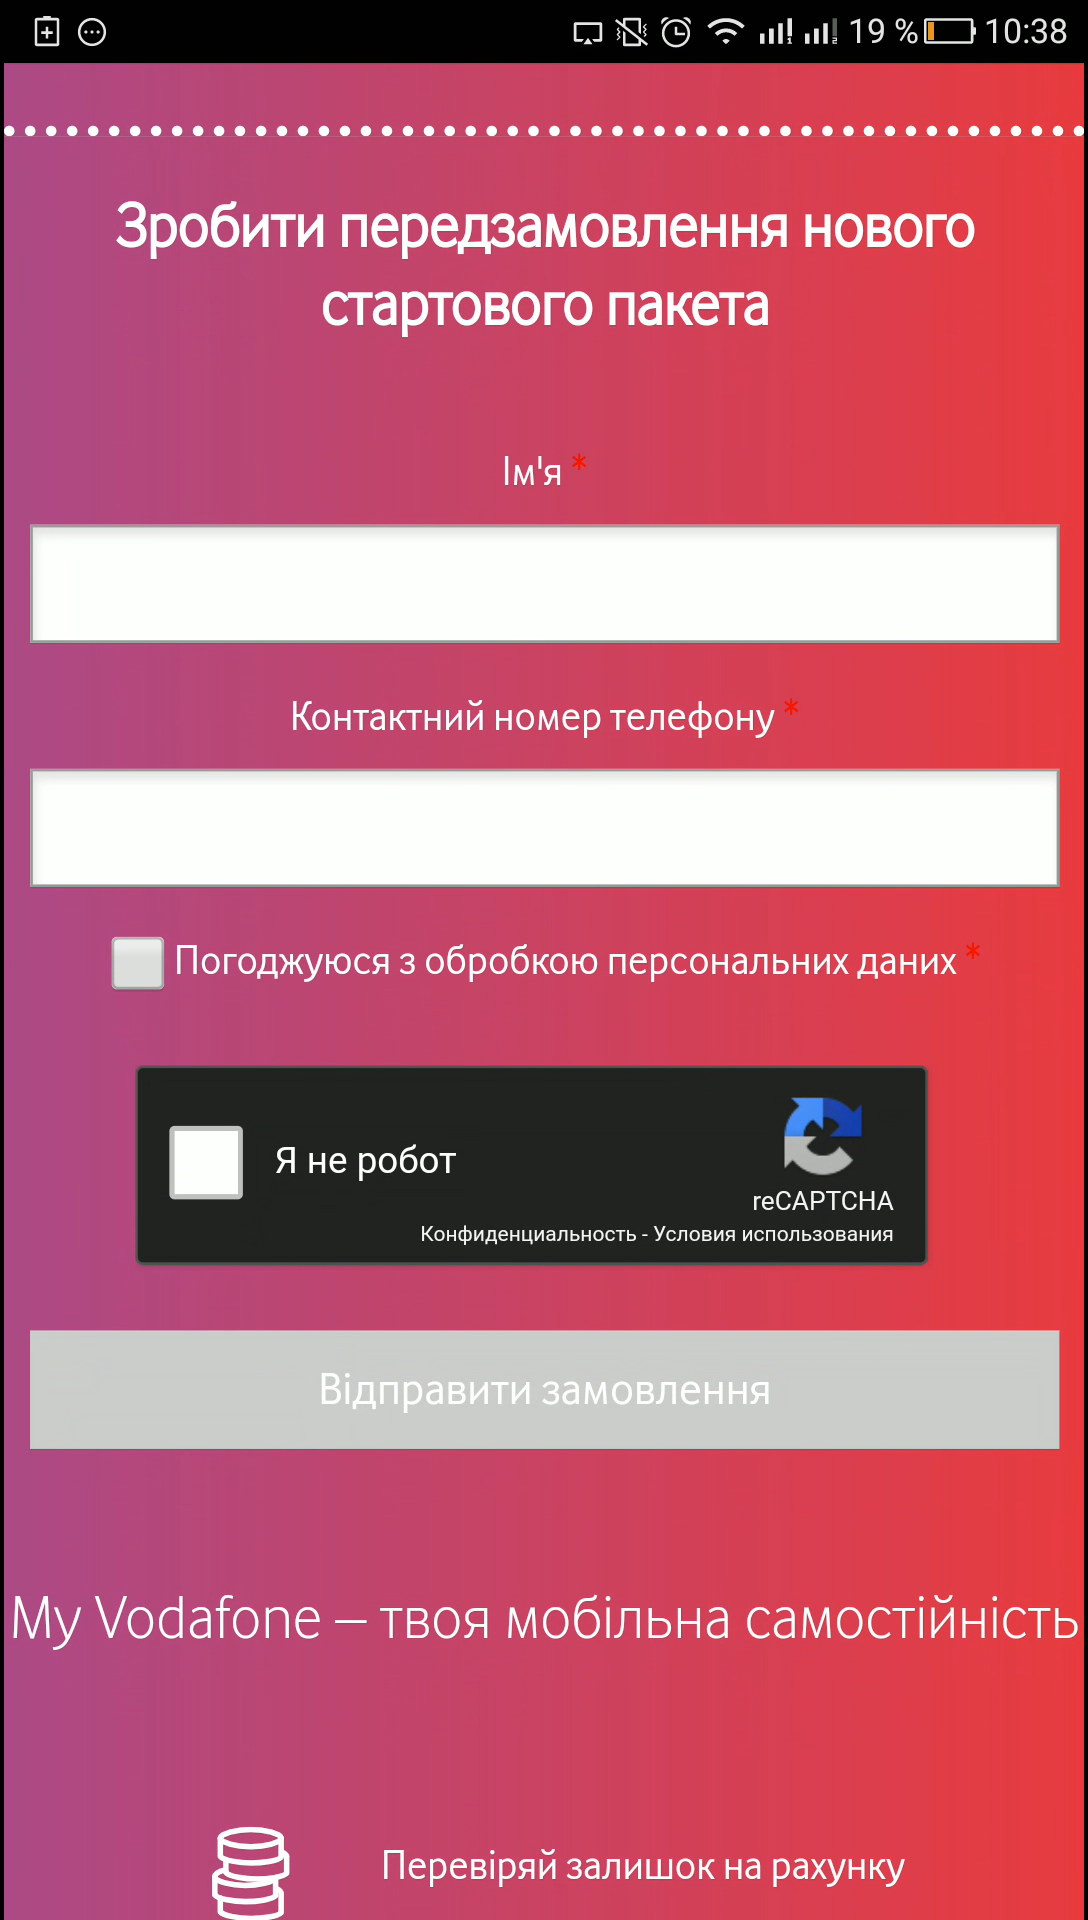 19 % 10:38
Зробити передзамовлення нового
стартового пакета
Ім'я *
Контактний номер телефону *
Погоджуюся з обробкою персональних даних *
Я не робот
reCAPTCHA
Конфиденциальность - Условия использования
Відправити замовлення
My Vodafone – твоя мобільна самостійність
Перевіряй залишок на рахунку